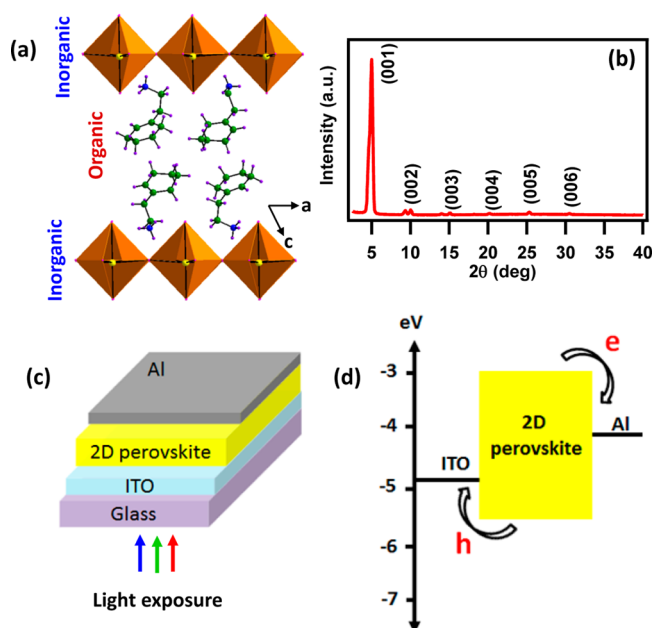 (a)
Inorganic
Organic
Inorganic
a
c
(b)
Intensity (a.u.)
(001)
(002)
(003)
(004)
(005)
(006)
5 10 15 20 25 30 35 40
2θ (deg)
(c)
Al
2D perovskite
ITO
Glass
Light exposure
(d)
eV
-3
-4
-5
-6
-7
ITO
2D
perovskite
Al
e
h